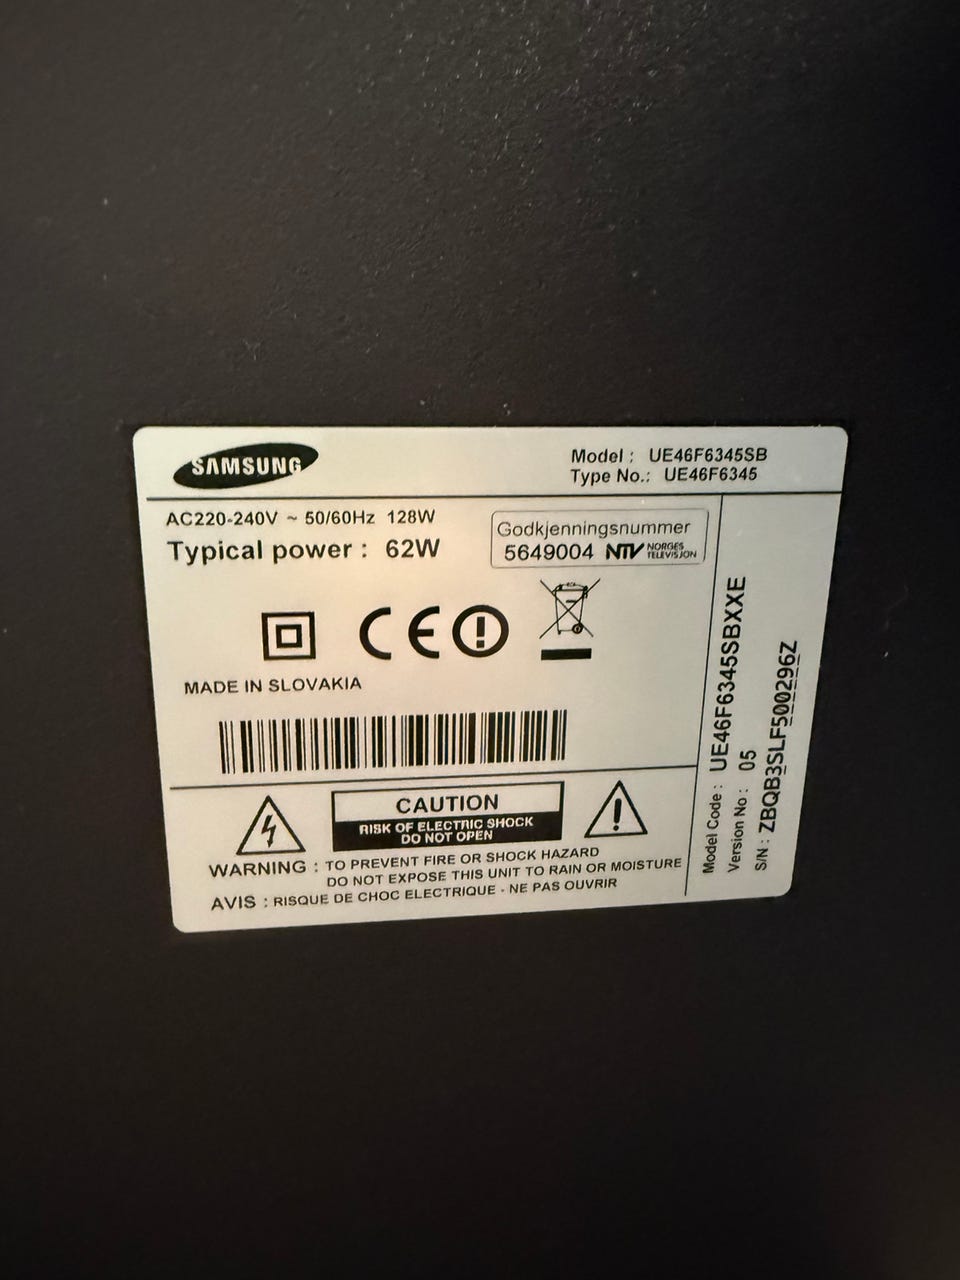 SAMSUNG
Model : UE46F6345SB
Type No.: UE46F6345
AC220-240V ~ 50/60Hz 128W
Typical power : 62W
Godkjenningsnummer
5649004 NTV NORGES TELEVISJON
CE
MADE IN SLOVAKIA
CAUTION
RISK OF ELECTRIC SHOCK
DO NOT OPEN
WARNING : TO PREVENT FIRE OR SHOCK HAZARD
DO NOT EXPOSE THIS UNIT TO RAIN OR MOISTURE
AVIS : RISQUE DE CHOC ELECTRIQUE - NE PAS OUVRIR
Model Code : UE46F6345SBXXE
Version No : 05
S/N : ZBQB3SLF500296Z